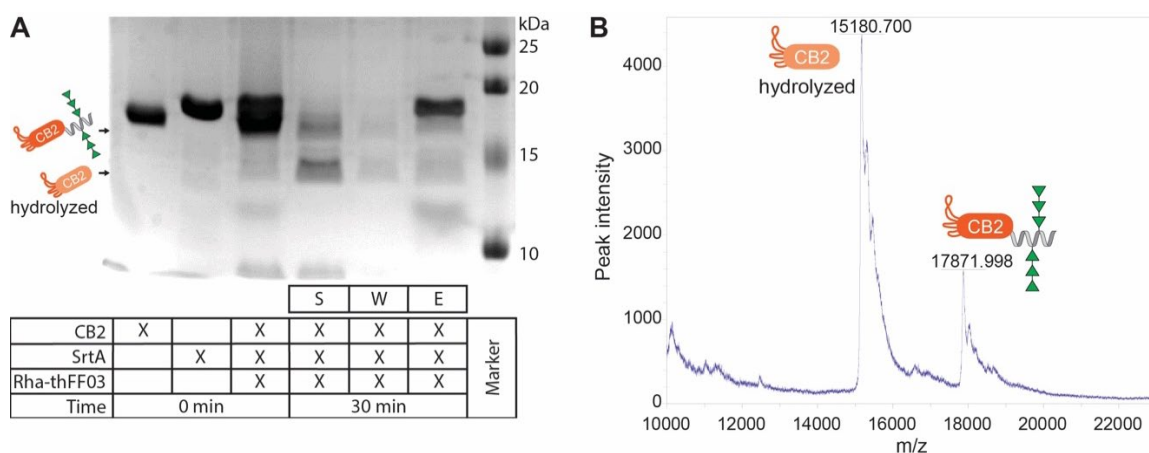 A
kDa
25
20
15
10
CB2
CB2
hydrolyzed
S W E
CB2 X X X X X
SrtA X X X X X
Rha-thFF03 X X X X
Time 0 min 30 min
Marker
B
15180.700
CB2
hydrolyzed
CB2
17871.998
Peak intensity
4000
3000
2000
1000
0
10000 12000 14000 16000 18000 20000 22000
m/z